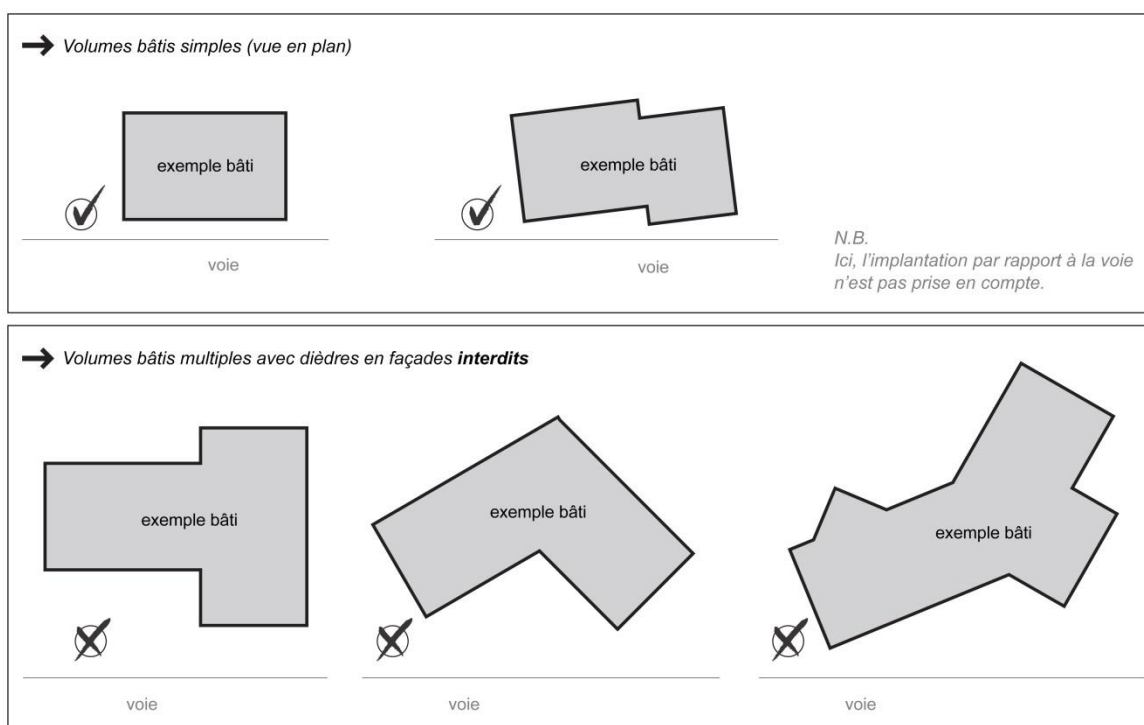 Volumes bâtis simples (vue en plan)
exemple bâti
exemple bâti
voie
voie
N.B.
Ici, l'implantation par rapport à la voie
n'est pas prise en compte.
Volumes bâtis multiples avec dièdres en façades interdits
exemple bâti
exemple bâti
exemple bâti
voie
voie
voie